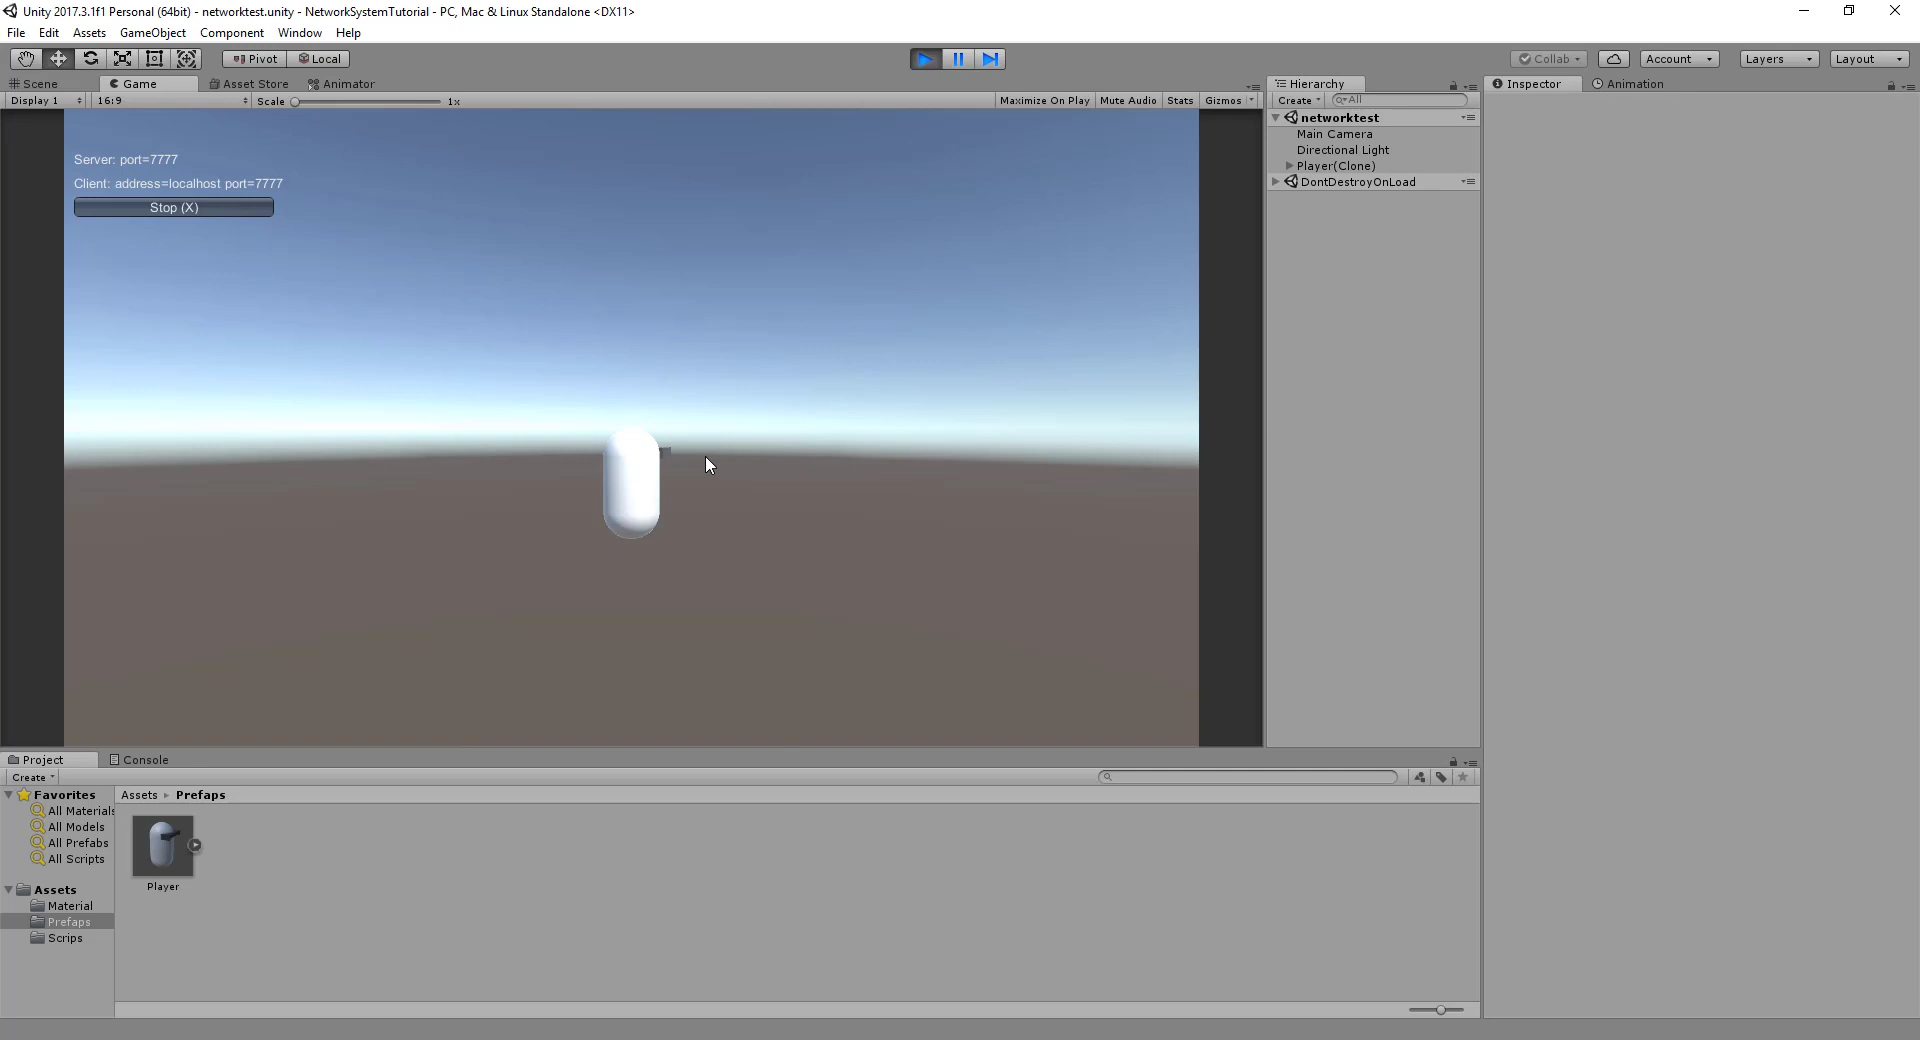 Unity 2017.3.1f1 Personal (64bit) - networktest.unity - NetworkSystemTutorial - PC, Mac & Linux Standalone <DX11>
File Edit Assets GameObject Component Window Help
Pivot Local Collab Account Layers Layout
Scene Game Asset Store Animator
Display 1 16:9 Scale 1x Maximize On Play Mute Audio Stats Gizmos
Server: port=7777
Client: address=localhost port=7777
Stop (X)
Hierarchy
Create All
networktest
Main Camera
Directional Light
Player(Clone)
DontDestroyOnLoad
Inspector Animation
Project Console
Create
Favorites
All Materials
All Models
All Prefabs
All Scripts
Assets
Material
Prefaps
Scrips
Assets Prefaps
Player